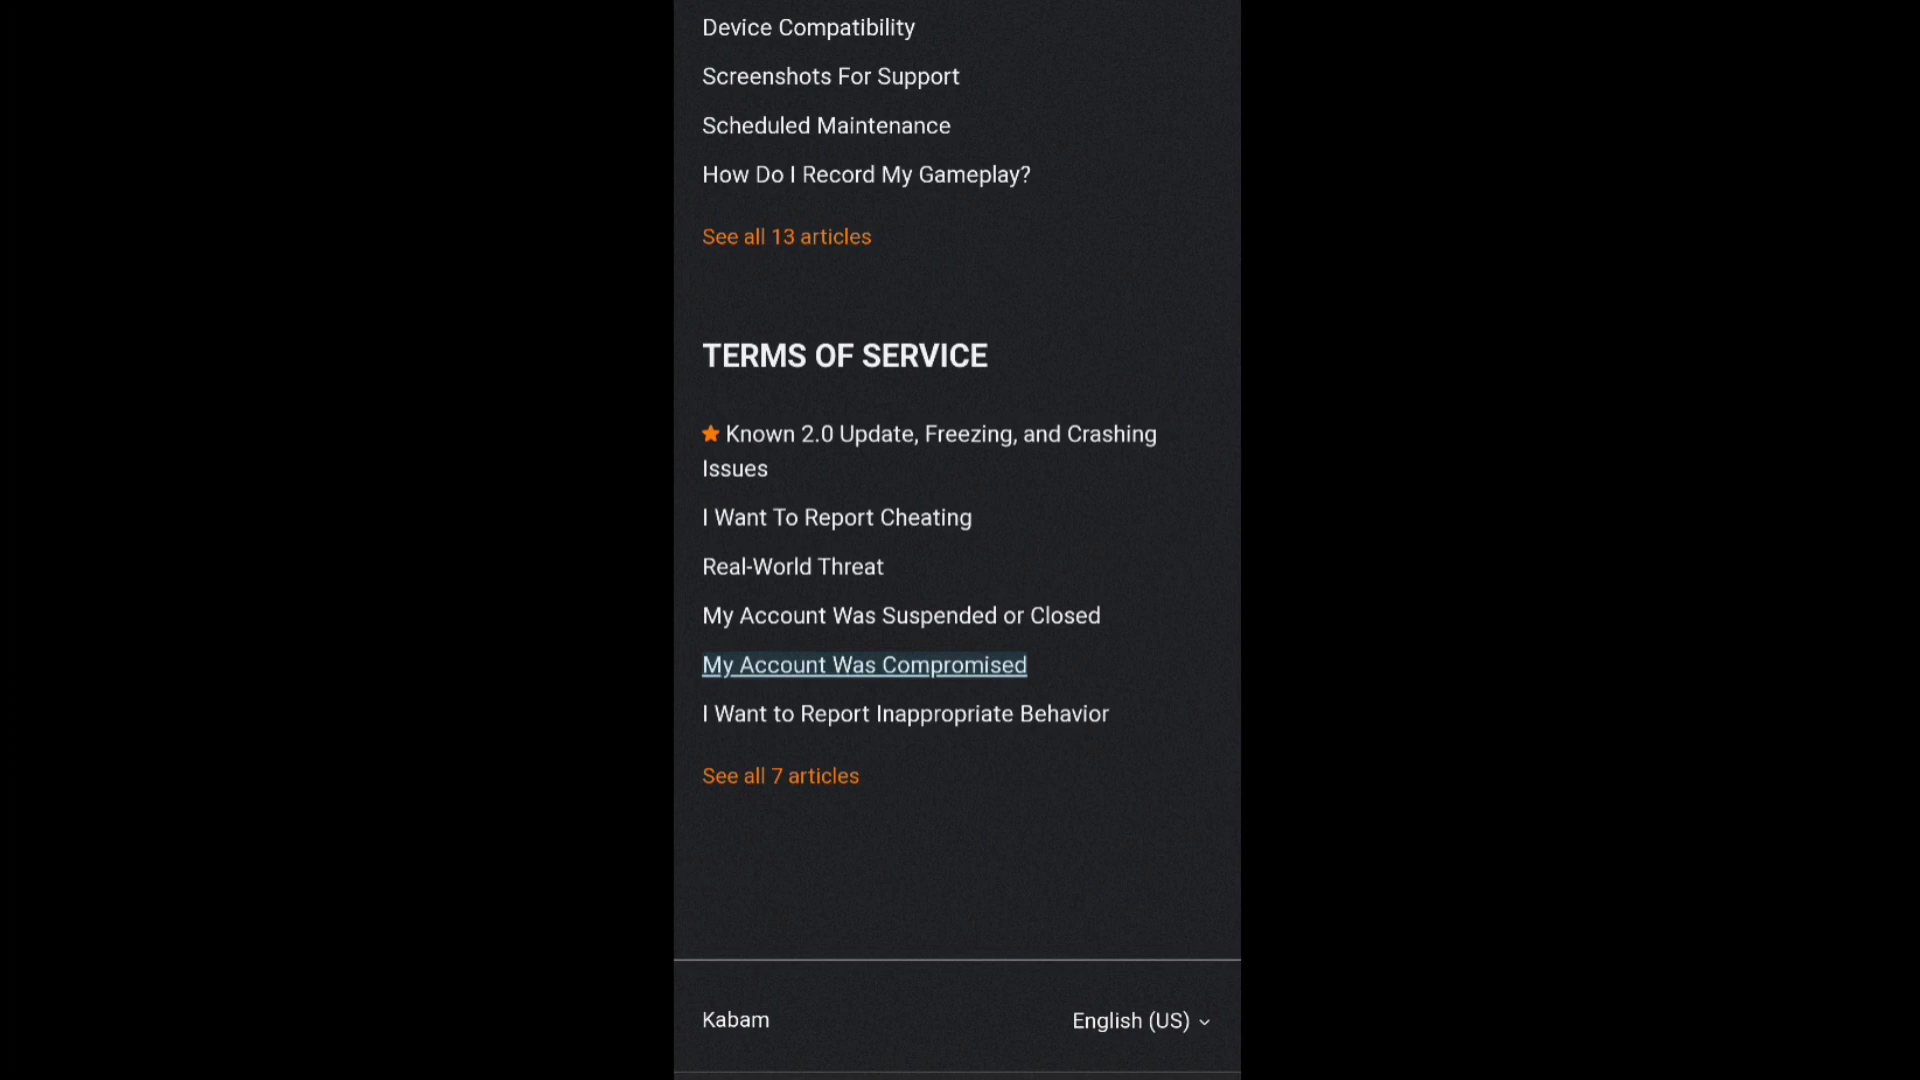 Device Compatibility
Screenshots For Support
Scheduled Maintenance
How Do I Record My Gameplay?
See all 13 articles
TERMS OF SERVICE
Known 2.0 Update, Freezing, and Crashing
Issues
I Want To Report Cheating
Real-World Threat
My Account Was Suspended or Closed
My Account Was Compromised
I Want to Report Inappropriate Behavior
See all 7 articles
Kabam
English (US)